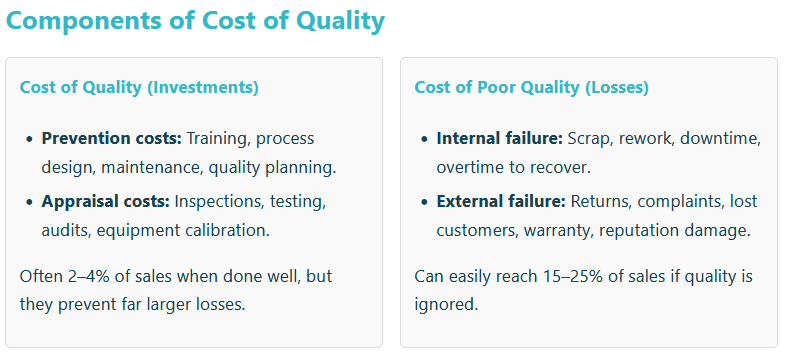 Components of Cost of Quality
Cost of Quality (Investments)
• Prevention costs: Training, process
design, maintenance, quality planning.
• Appraisal costs: Inspections, testing,
audits, equipment calibration.
Often 2–4% of sales when done well, but
they prevent far larger losses.
Cost of Poor Quality (Losses)
• Internal failure: Scrap, rework, downtime,
overtime to recover.
• External failure: Returns, complaints, lost
customers, warranty, reputation damage.
Can easily reach 15–25% of sales if quality is
ignored.